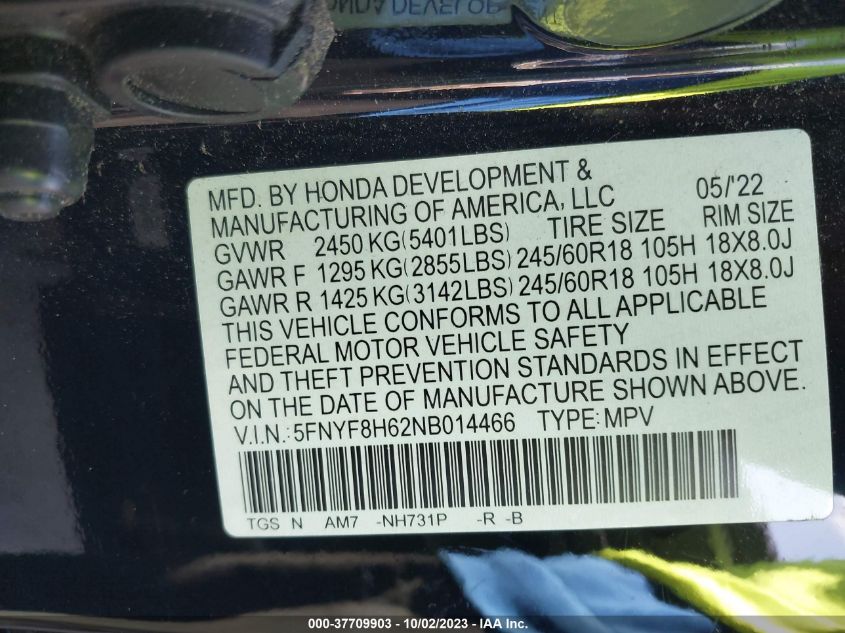 MFD. BY HONDA DEVELOPMENT & 05/'22
MANUFACTURING OF AMERICA, LLC
GVWR 2450 KG(5401LBS) TIRE SIZE RIM SIZE
GAWR F 1295 KG(2855LBS) 245/60R18 105H 18X8.0J
GAWR R 1425 KG(3142LBS) 245/60R18 105H 18X8.0J
THIS VEHICLE CONFORMS TO ALL APPLICABLE
FEDERAL MOTOR VEHICLE SAFETY
AND THEFT PREVENTION STANDARDS IN EFFECT
ON THE DATE OF MANUFACTURE SHOWN ABOVE.
V.I.N.:5FNYF8H62NB014466 TYPE:MPV
TGS N AM7 -NH731P -R -B
000-37709903 - 10/02/2023 - IAA Inc.